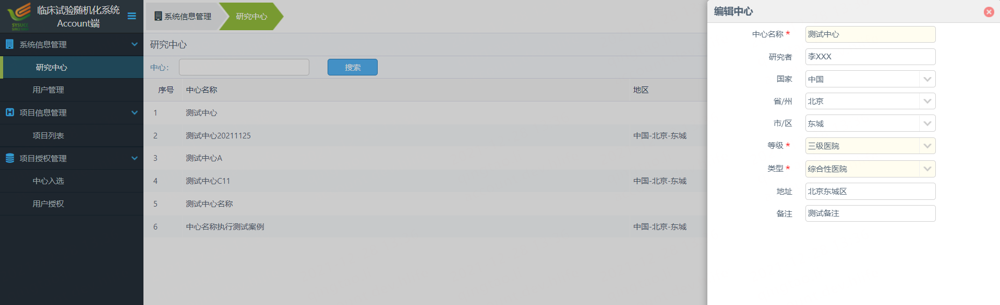 临床试验随机化系统
Account端
SYSUCC
系统信息管理
研究中心
用户管理
项目信息管理
项目列表
项目授权管理
中心入选
用户授权
系统信息管理 研究中心
研究中心
中心： 搜索
序号 中心名称 地区
1 测试中心
2 测试中心20211125 中国-北京-东城
3 测试中心A
4 测试中心C11 中国-北京-东城
5 测试中心名称
6 中心名称执行测试案例 中国-北京-东城
编辑中心
中心名称 * 测试中心
研究者 李XXX
国家 中国
省/州 北京
市/区 东城
等级 * 三级医院
类型 * 综合性医院
地址 北京东城区
备注 测试备注